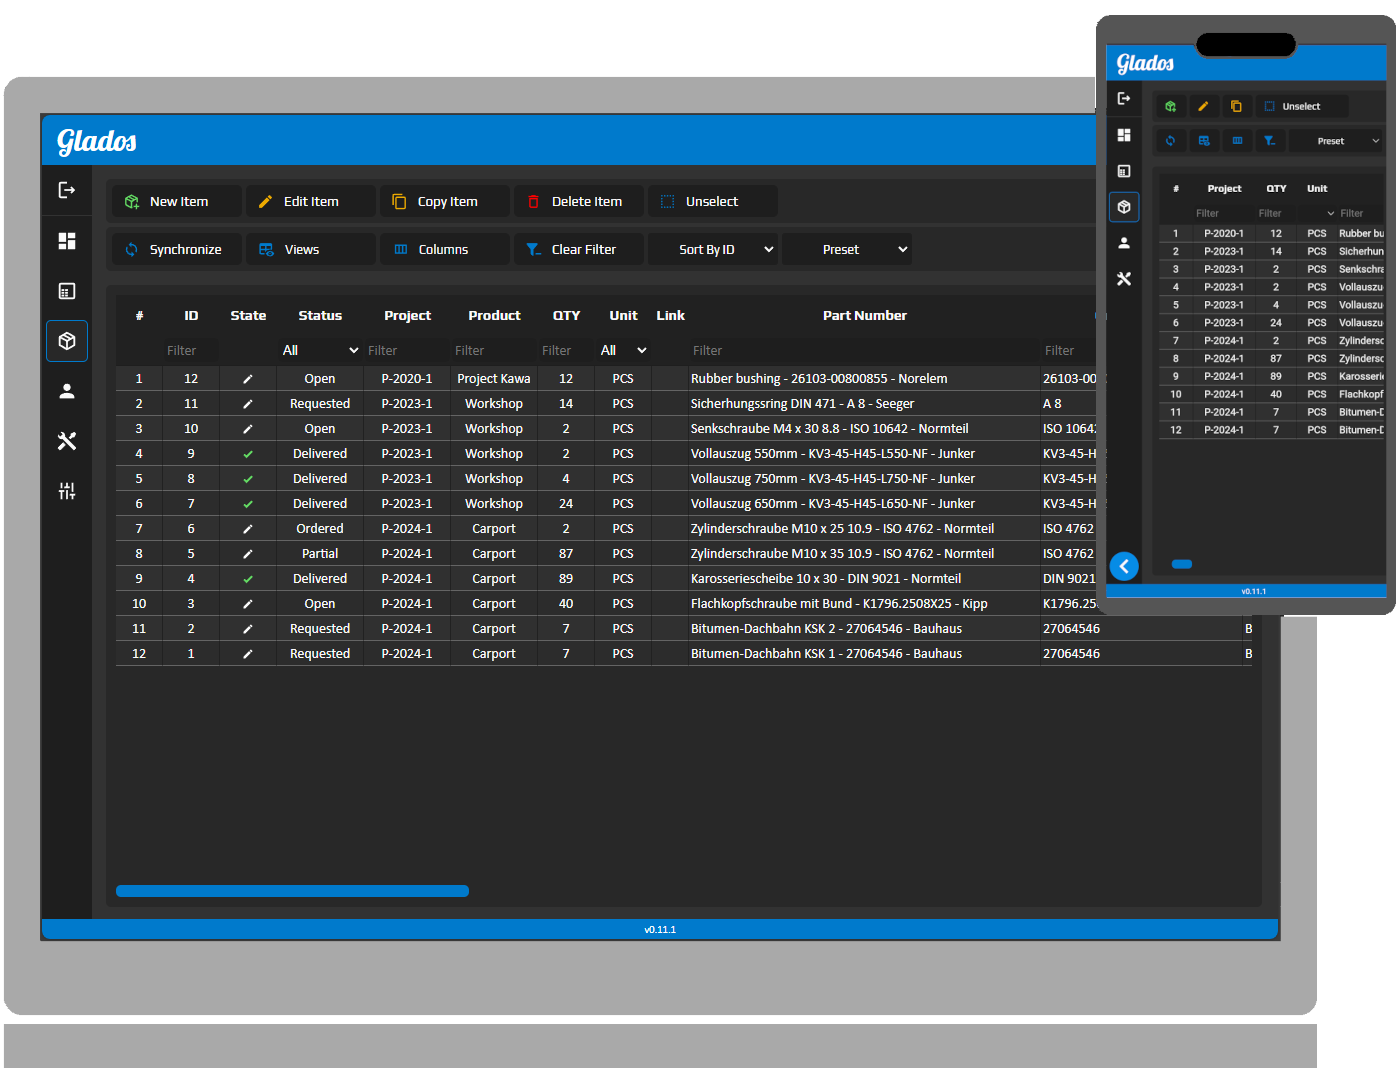 Glados
New Item Edit Item Copy Item Delete Item Unselect
Synchronize Views Columns Clear Filter Sort By ID Preset
# ID State Status Project Product QTY Unit Link Part Number
Filter All Filter Filter Filter All Filter Filter
1 12 Open P-2020-1 Project Kawa 12 PCS Rubber bushing - 26103-00800855 - Norelem 26103-00
2 11 Requested P-2023-1 Workshop 14 PCS Sicherhungssring DIN 471 - A 8 - Seeger A 8
3 10 Open P-2023-1 Workshop 2 PCS Senkschraube M4 x 30 8.8 - ISO 10642 - Normteil ISO 10642
4 9 Delivered P-2023-1 Workshop 2 PCS Vollauszug 550mm - KV3-45-H45-L550-NF - Junker KV3-45-H
5 8 Delivered P-2023-1 Workshop 4 PCS Vollauszug 750mm - KV3-45-H45-L750-NF - Junker KV3-45-H
6 7 Delivered P-2023-1 Workshop 24 PCS Vollauszug 650mm - KV3-45-H45-L650-NF - Junker KV3-45-H
7 6 Ordered P-2024-1 Carport 2 PCS Zylinderschraube M10 x 25 10.9 - ISO 4762 - Normteil ISO 4762
8 5 Partial P-2024-1 Carport 87 PCS Zylinderschraube M10 x 35 10.9 - ISO 4762 - Normteil ISO 4762
9 4 Delivered P-2024-1 Carport 89 PCS Karosseriescheibe 10 x 30 - DIN 9021 - Normteil DIN 9021
10 3 Open P-2024-1 Carport 40 PCS Flachkopfschraube mit Bund - K1796.2508X25 - Kipp K1796.25
11 2 Requested P-2024-1 Carport 7 PCS Bitumen-Dachbahn KSK 2 - 27064546 - Bauhaus 27064546 B
12 1 Requested P-2024-1 Carport 7 PCS Bitumen-Dachbahn KSK 1 - 27064546 - Bauhaus 27064546 B
v0.11.1
Glados
Unselect
Preset
# Project QTY Unit
Filter Filter Filter
1 P-2020-1 12 PCS Rubber bu
2 P-2023-1 14 PCS Sicherhun
3 P-2023-1 2 PCS Senkschra
4 P-2023-1 2 PCS Vollauszu
5 P-2023-1 4 PCS Vollauszu
6 P-2023-1 24 PCS Vollauszu
7 P-2024-1 2 PCS Zylindersc
8 P-2024-1 87 PCS Zylindersc
9 P-2024-1 89 PCS Karosserie
10 P-2024-1 40 PCS Flachkopf
11 P-2024-1 7 PCS Bitumen-D
12 P-2024-1 7 PCS Bitumen-D
v0.11.1